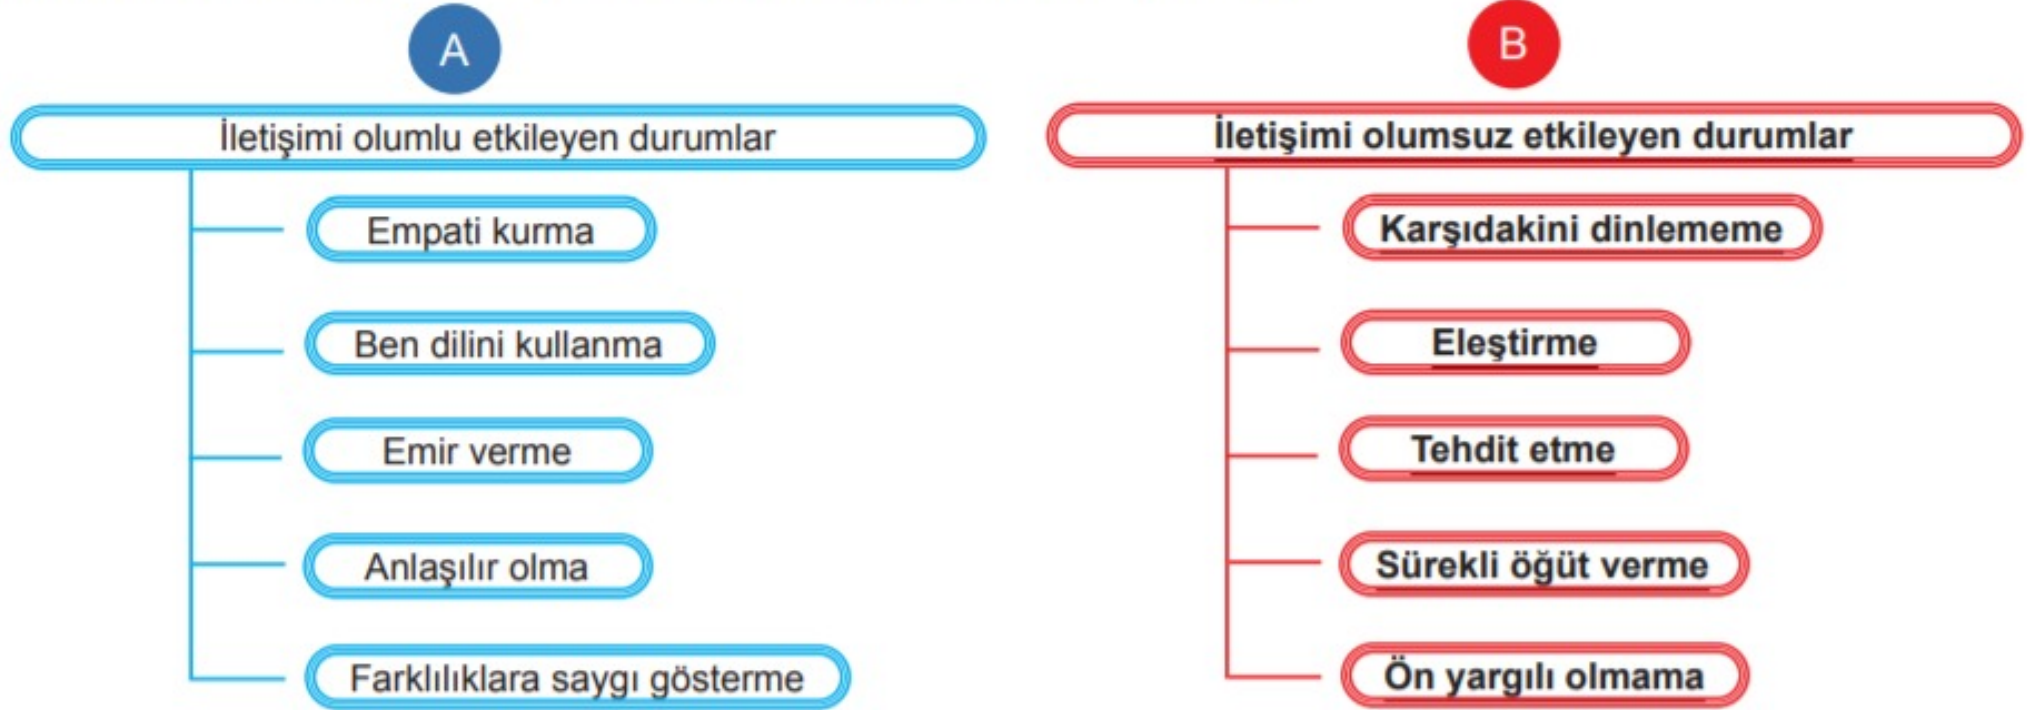 A
İletişimi olumlu etkileyen durumlar
Empati kurma
Ben dilini kullanma
Emir verme
Anlaşılır olma
Farklılıklara saygı gösterme
B
İletişimi olumsuz etkileyen durumlar
Karşıdakini dinlememe
Eleştirme
Tehdit etme
Sürekli öğüt verme
Ön yargılı olmama